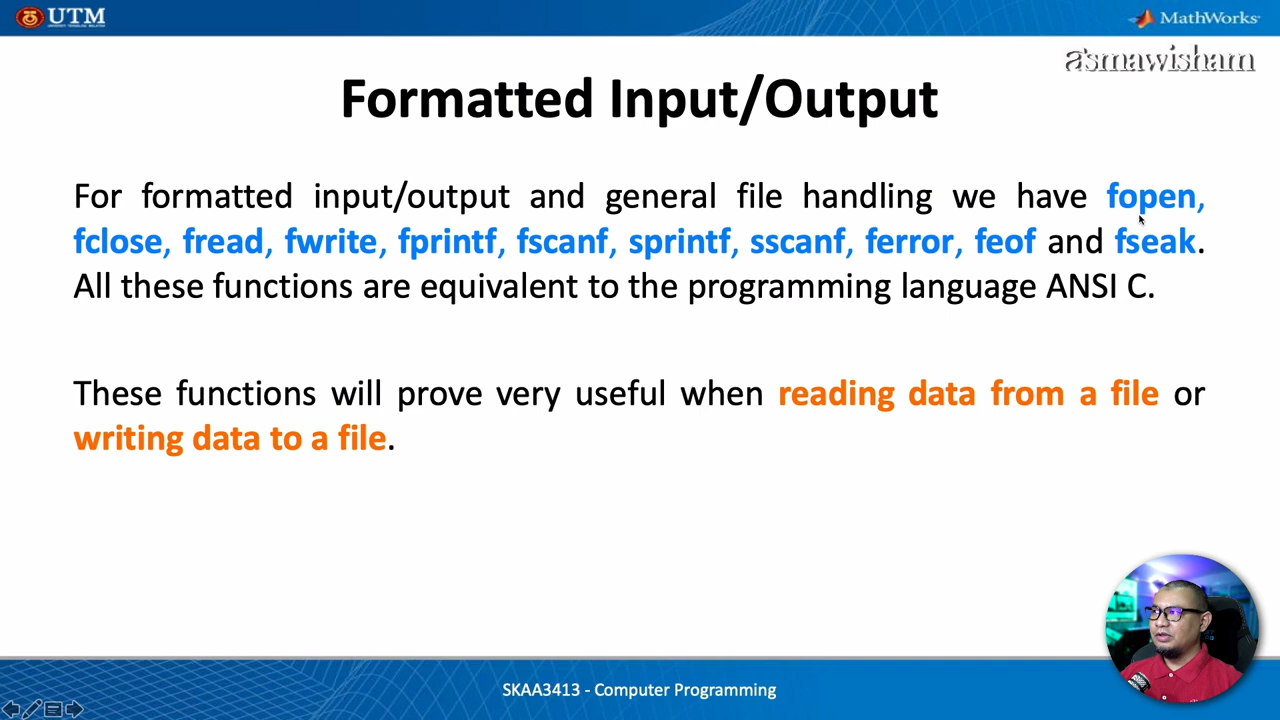 UTM
UNIVERSITI TEKNOLOGI MALAYSIA
MathWorks
asmawisham
Formatted Input/Output
For formatted input/output and general file handling we have fopen,
fclose, fread, fwrite, fprintf, fscanf, sprintf, sscanf, ferror, feof and fseak.
All these functions are equivalent to the programming language ANSI C.
These functions will prove very useful when reading data from a file or
writing data to a file.
SKAA3413 - Computer Programming